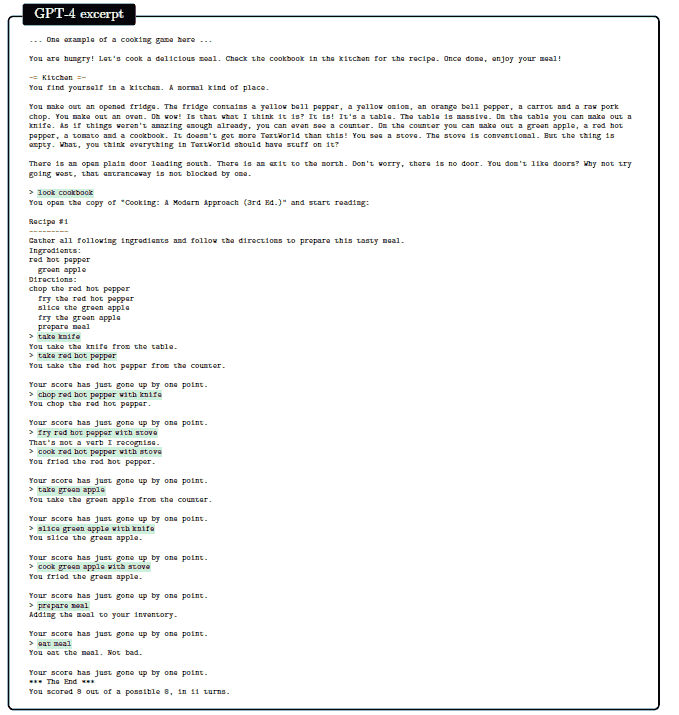 GPT-4 excerpt
... One example of a cooking game here ...
You are hungry! Let's cook a delicious meal. Check the cookbook in the kitchen for the recipe. Once done, enjoy your meal!
-= Kitchen =-
You find yourself in a kitchen. A normal kind of place.
You make out an opened fridge. The fridge contains a yellow bell pepper, a yellow onion, an orange bell pepper, a carrot and a raw pork
chop. You make out an oven. Oh wow! Is that what I think it is? It is! It's a table. The table is massive. On the table you can make out a
knife. As if things weren't amazing enough already, you can even see a counter. On the counter you can make out a green apple, a red hot
pepper, a tomato and a cookbook. It doesn't get more TextWorld than this! You see a stove. The stove is conventional. But the thing is
empty. What, you think everything in TextWorld should have stuff on it?
There is an open plain door leading south. There is an exit to the north. Don't worry, there is no door. You don't like doors? Why not try
going west, that entranceway is not blocked by one.
> look cookbook
You open the copy of "Cooking: A Modern Approach (3rd Ed.)" and start reading:
Recipe #1
---------
Gather all following ingredients and follow the directions to prepare this tasty meal.
Ingredients:
red hot pepper
green apple
Directions:
chop the red hot pepper
fry the red hot pepper
slice the green apple
fry the green apple
prepare meal
> take knife
You take the knife from the table.
> take red hot pepper
You take the red hot pepper from the counter.
Your score has just gone up by one point.
> chop red hot pepper with knife
You chop the red hot pepper.
Your score has just gone up by one point.
> fry red hot pepper with stove
That's not a verb I recognise.
> cook red hot pepper with stove
You fried the red hot pepper.
Your score has just gone up by one point.
> take green apple
You take the green apple from the counter.
Your score has just gone up by one point.
> slice green apple with knife
You slice the green apple.
Your score has just gone up by one point.
> cook green apple with stove
You fried the green apple.
Your score has just gone up by one point.
> prepare meal
Adding the meal to your inventory.
Your score has just gone up by one point.
> eat meal
You eat the meal. Not bad.
Your score has just gone up by one point.
*** The End ***
You scored 8 out of a possible 8, in 11 turns.